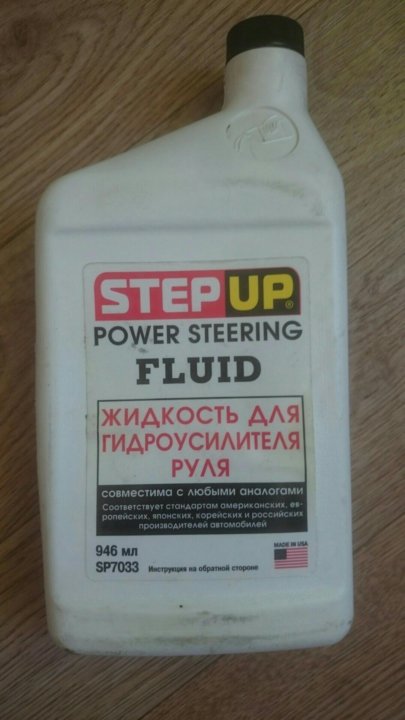 STEP UP®
POWER STEERING
FLUID
ЖИДКОСТЬ ДЛЯ
ГИДРОУСИЛИТЕЛЯ
РУЛЯ
совместима с любыми аналогами
Соответствует стандартам американских, ев-
ропейских, японских, корейских и российских
производителей автомобилей
946 мл
SP7033
Инструкция на обратной стороне
MADE IN USA